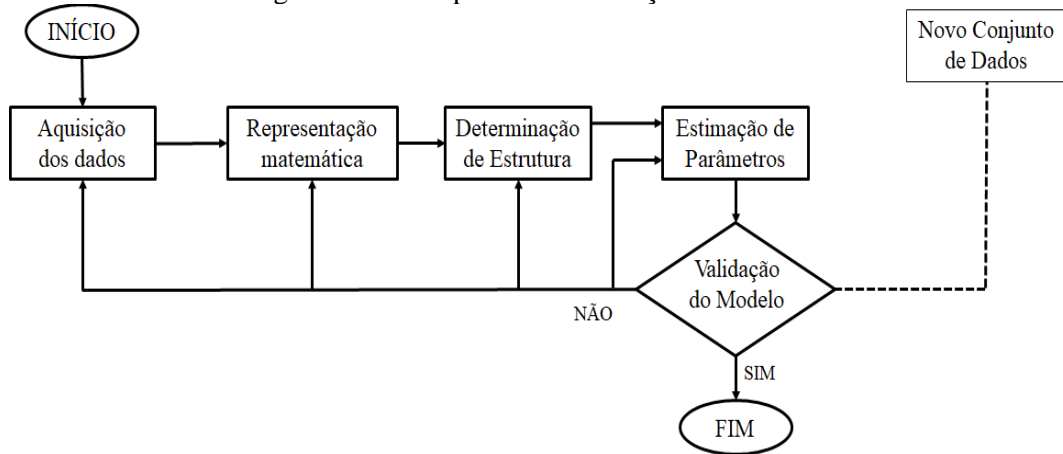 INÍCIO
Novo Conjunto
de Dados
Aquisição
dos dados
Representação
matemática
Determinação
de Estrutura
Estimação de
Parâmetros
Validação
do Modelo
NÃO
SIM
FIM